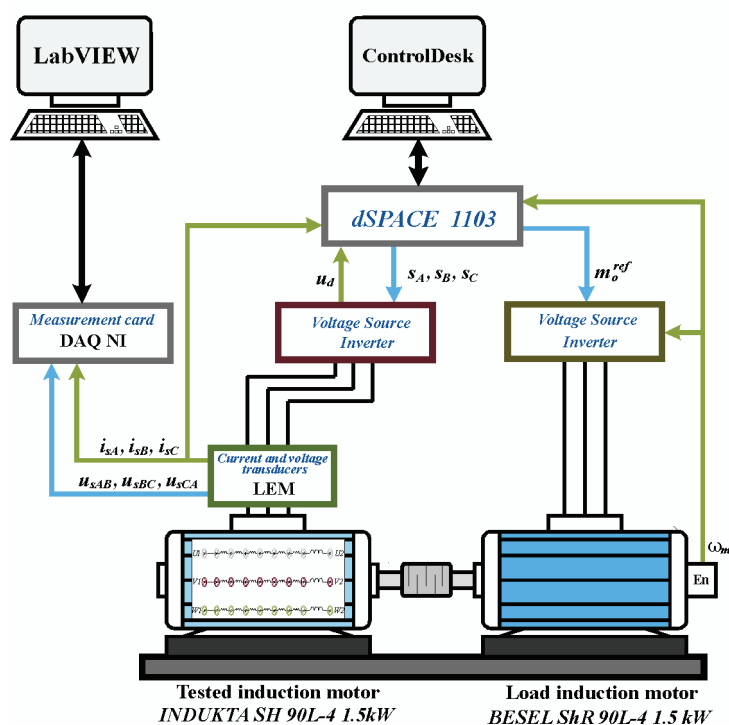 LabVIEW
ControlDesk
dSPACE 1103
u_d
s_A, s_B, s_C
m_o^ref
Measurement card
DAQ NI
Voltage Source
Inverter
Voltage Source
Inverter
i_sA, i_sB, i_sC
u_sAB, u_sBC, u_sCA
Current and voltage
transducers
LEM
U1 U2
V1 V2
W1 W2
ω_m
En
Tested induction motor
INDUKTA SH 90L-4 1.5kW
Load induction motor
BESEL ShR 90L-4 1.5 kW